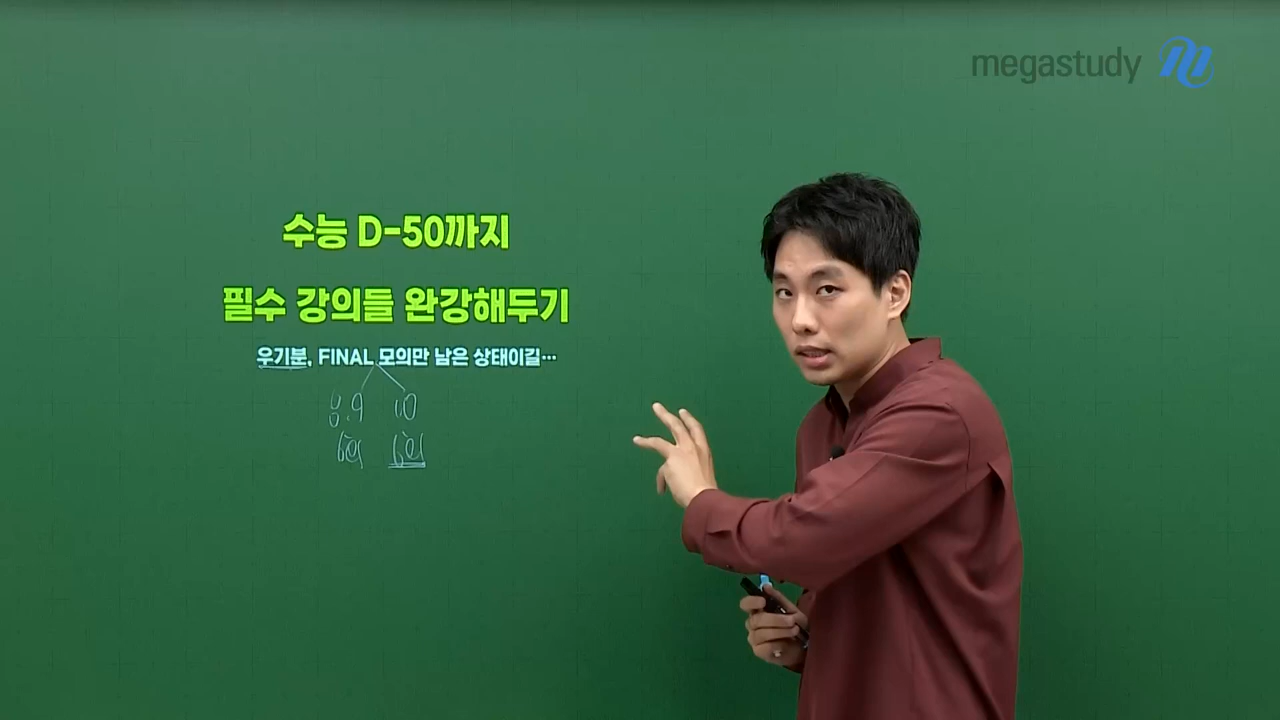 megastudy
수능 D-50까지
필수 강의들 완강해두기
우기분, FINAL 모의만 남은 상태이길…
8.9 10